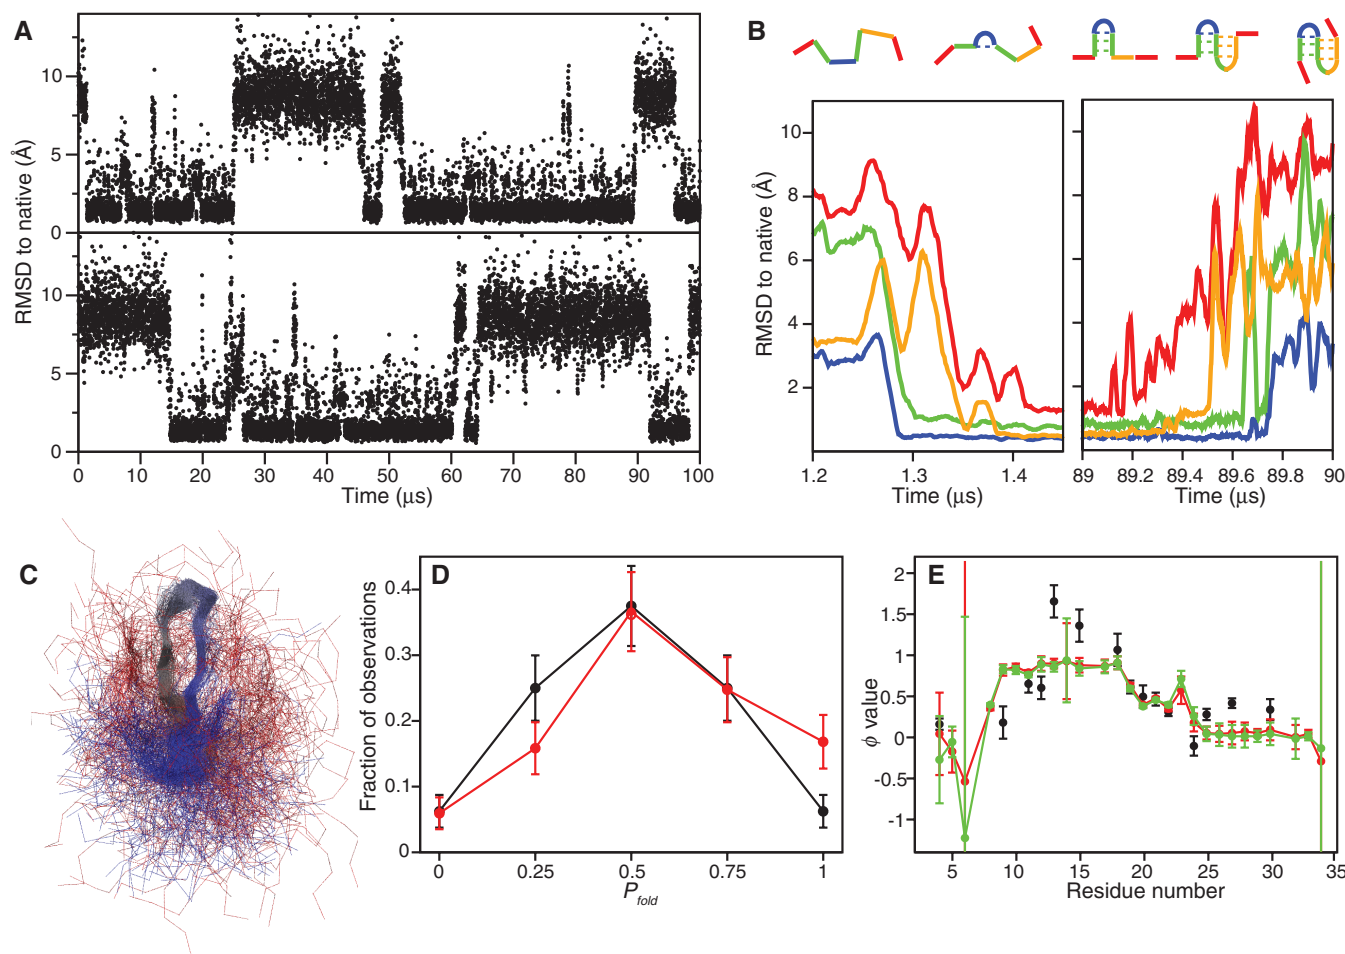 A
RMSD to native (Å)
10
5
0
10
5
0
0 10 20 30 40 50 60 70 80 90 100
Time (μs)
B
RMSD to native (Å)
10
8
6
4
2
1.2 1.3 1.4
Time (μs)
89 89.2 89.4 89.6 89.8 90
Time (μs)
C
D
Fraction of observations
0.4
0.3
0.2
0.1
0
0 0.25 0.5 0.75 1
P_fold
E
ϕ value
2
1.5
1
0.5
0
-0.5
-1
5 10 15 20 25 30 35
Residue number